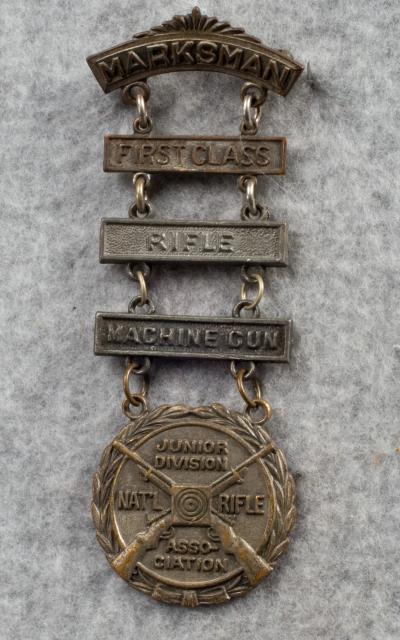 MARKSMAN
FIRST CLASS
RIFLE
MACHINE GUN
JUNIOR
DIVISION
NAT'L RIFLE
ASSO-
CIATION